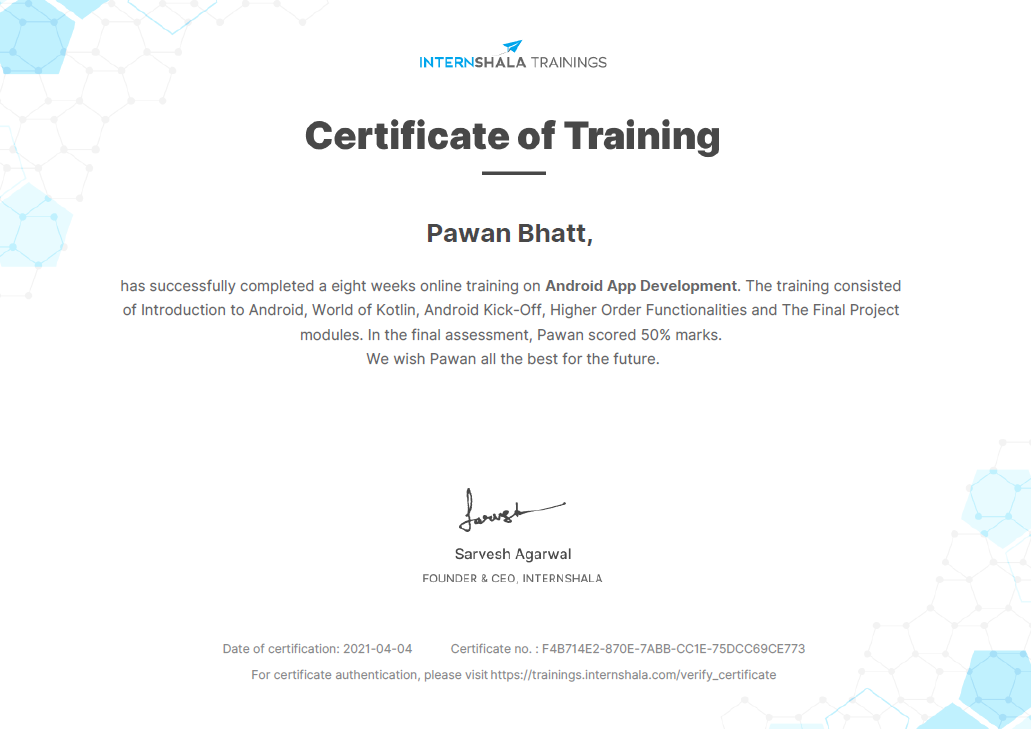 INTERNSHALA TRAININGS
Certificate of Training
Pawan Bhatt,
has successfully completed a eight weeks online training on Android App Development. The training consisted
of Introduction to Android, World of Kotlin, Android Kick-Off, Higher Order Functionalities and The Final Project
modules. In the final assessment, Pawan scored 50% marks.
We wish Pawan all the best for the future.
Sarvesh
Sarvesh Agarwal
FOUNDER & CEO, INTERNSHALA
Date of certification: 2021-04-04 Certificate no. : F4B714E2-870E-7ABB-CC1E-75DCC69CE773
For certificate authentication, please visit https://trainings.internshala.com/verify_certificate